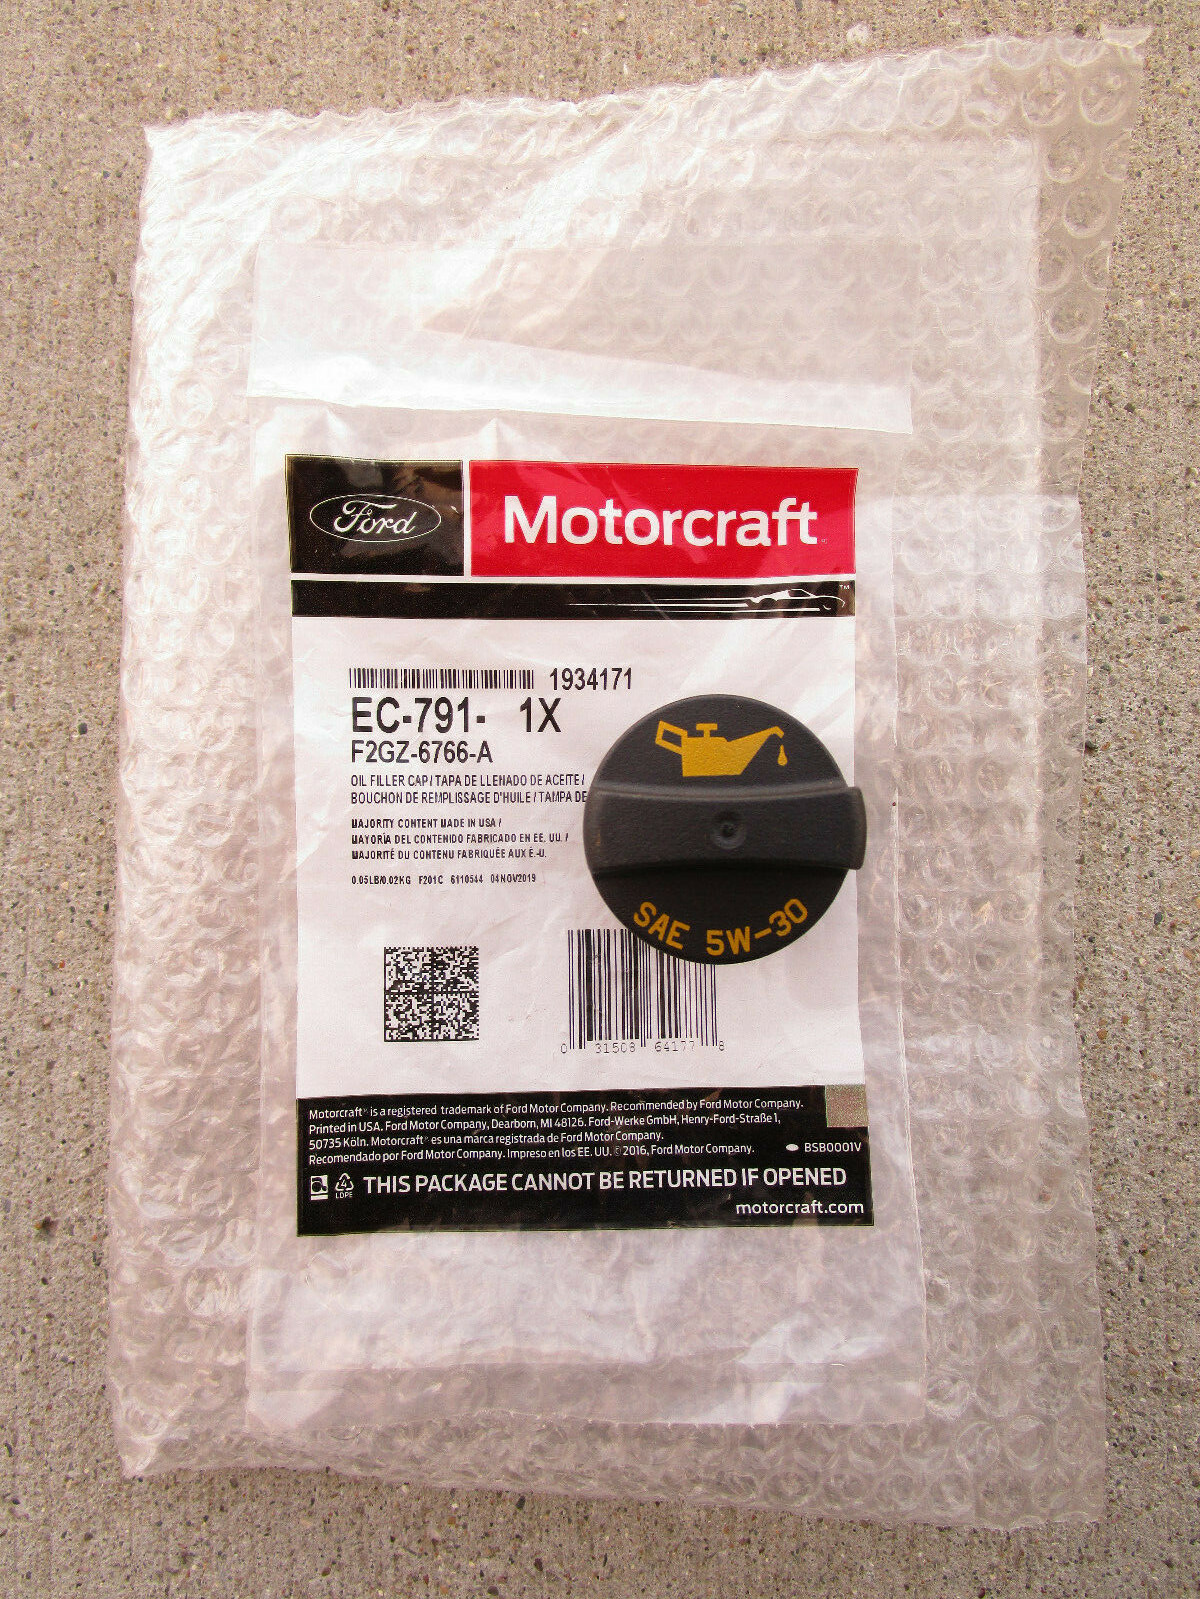 Ford
Motorcraft
TM
1934171
EC-791- 1X
F2GZ-6766-A
OIL FILLER CAP / TAPA DE LLENADO DE ACEITE /
BOUCHON DE REMPLISSAGE D'HUILE / TAMPA DE
MAJORITY CONTENT MADE IN USA /
MAYORÍA DEL CONTENIDO FABRICADO EN EE. UU. /
MAJORITÉ DU CONTENU FABRIQUÉE AUX É.-U.
0.05LB/0.02KG F201C 6110544 04NOV2019
SAE 5W-30
0 31508 64177 8
Motorcraft® is a registered trademark of Ford Motor Company. Recommended by Ford Motor Company.
Printed in USA. Ford Motor Company, Dearborn, MI 48126. Ford-Werke GmbH, Henry-Ford-Straße 1,
50735 Köln. Motorcraft® es una marca registrada de Ford Motor Company.
Recomendado por Ford Motor Company. Impreso en los EE. UU. © 2016, Ford Motor Company.
BSB0001V
4
LDPE
THIS PACKAGE CANNOT BE RETURNED IF OPENED
motorcraft.com